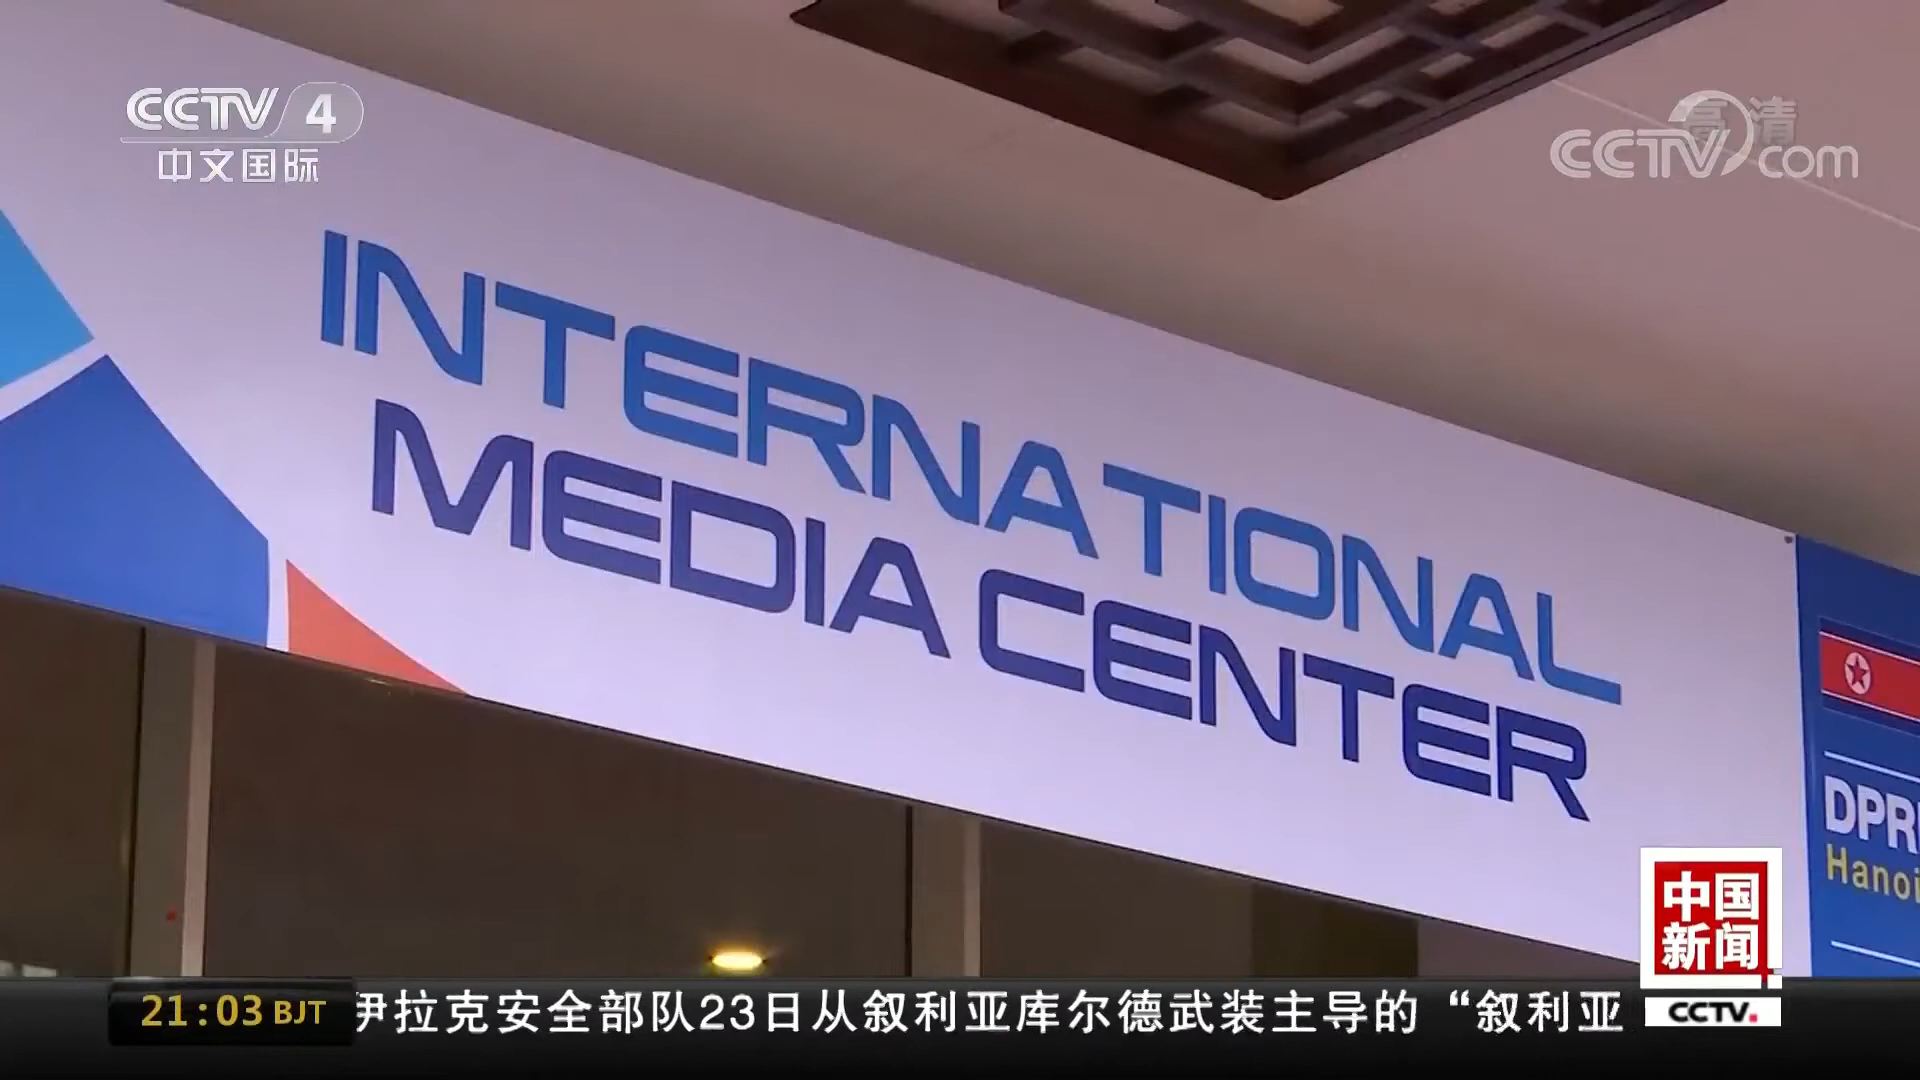 CCTV 4
中文国际
高清
CCTV.com
INTERNATIONAL
MEDIA CENTER
DPR
Hanoi
中国
新闻
21:03 BJT 伊拉克安全部队23日从叙利亚库尔德武装主导的“叙利亚
CCTV.